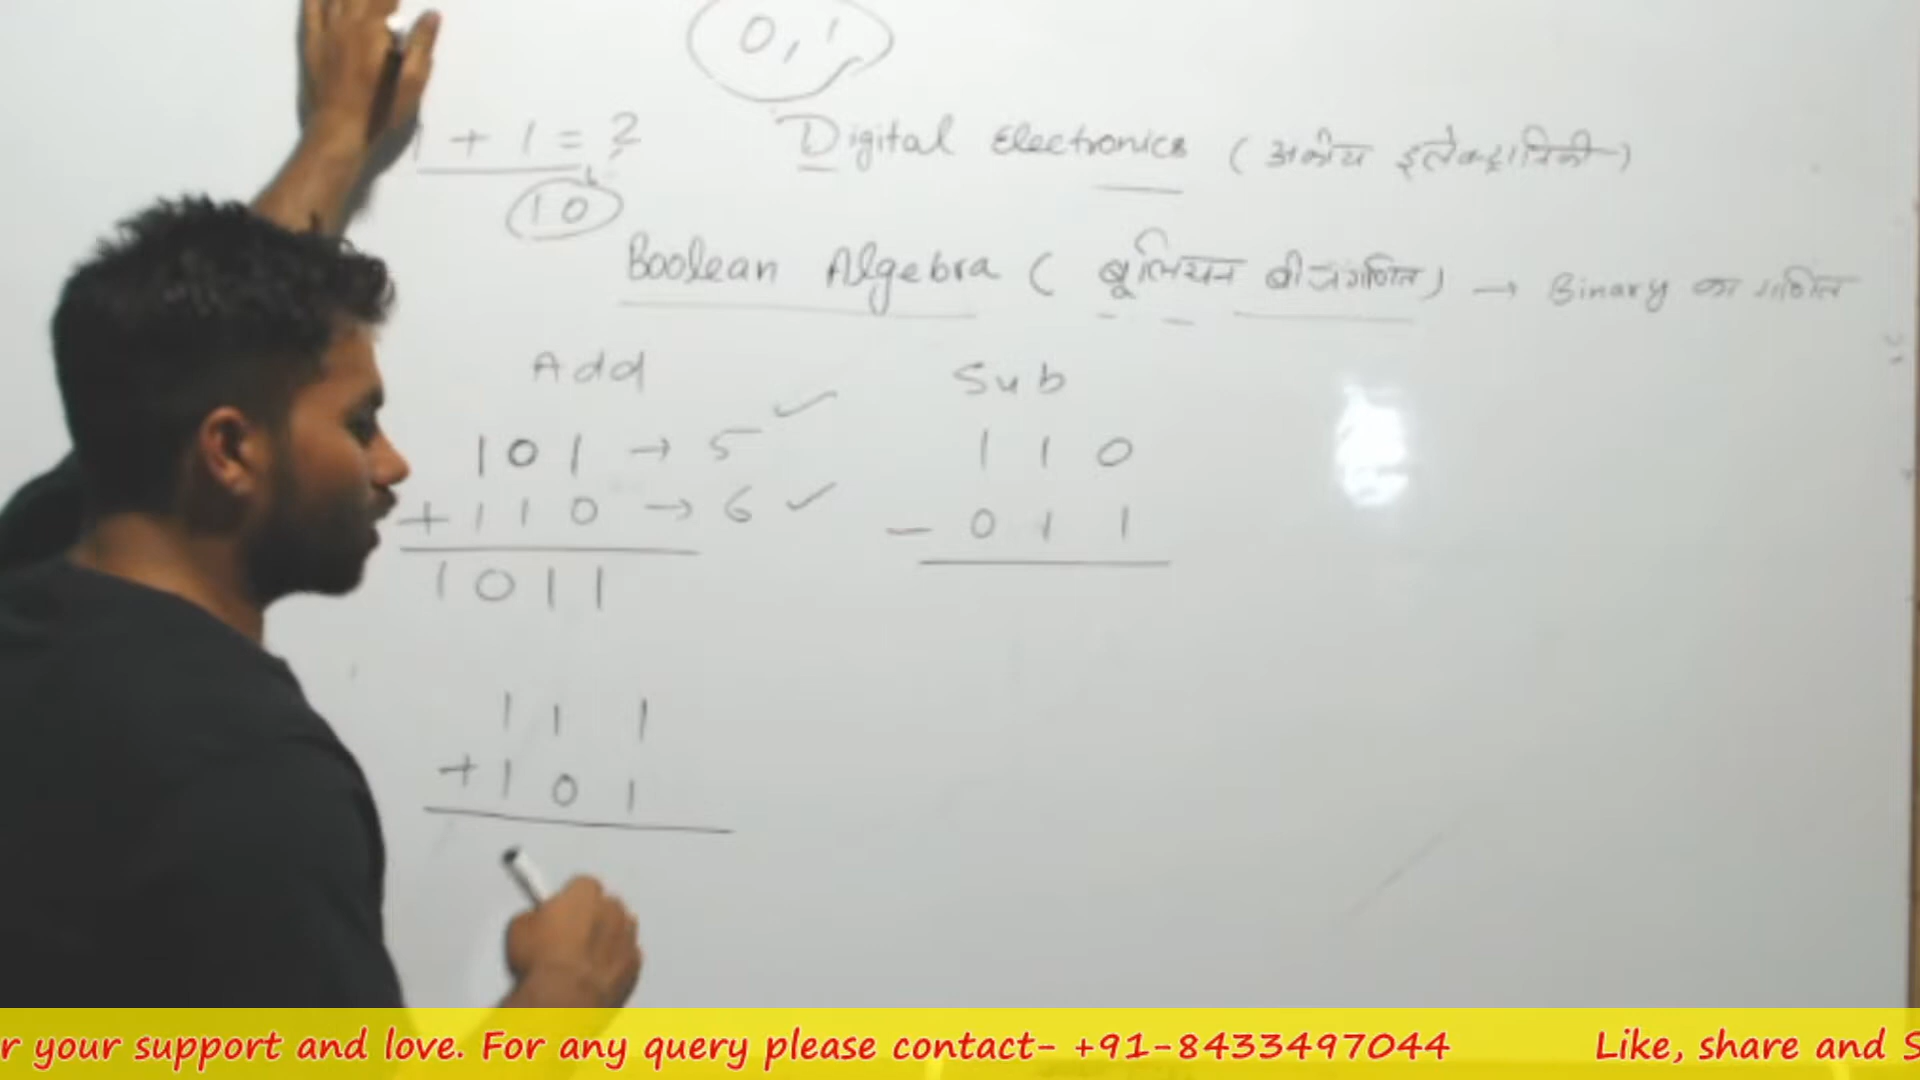 0, 1
1 + 1 = ?
10
Digital Electronics (अंकीय इलेक्ट्रानिकी)
Boolean Algebra (बूलियन बीजगणित) → Binary का गणित
Add
101 → 5 ✓
+110 → 6 ✓
1011
Sub
110
- 011
111
+101
r your support and love. For any query please contact- +91-8433497044 Like, share and S